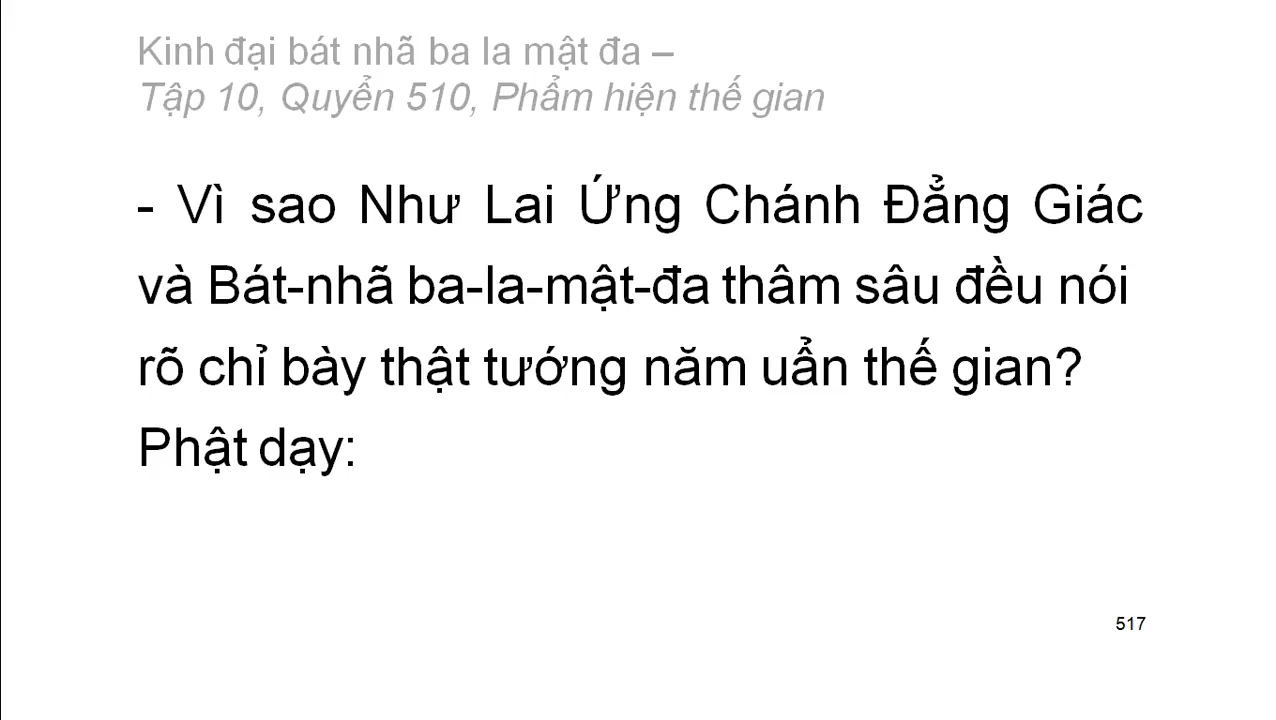 Kinh đại bát nhã ba la mật đa –
Tập 10, Quyển 510, Phẩm hiện thế gian
- Vì sao Như Lai Ứng Chánh Đẳng Giác
và Bát-nhã ba-la-mật-đa thâm sâu đều nói
rõ chỉ bày thật tướng năm uẩn thế gian?
Phật dạy:
517